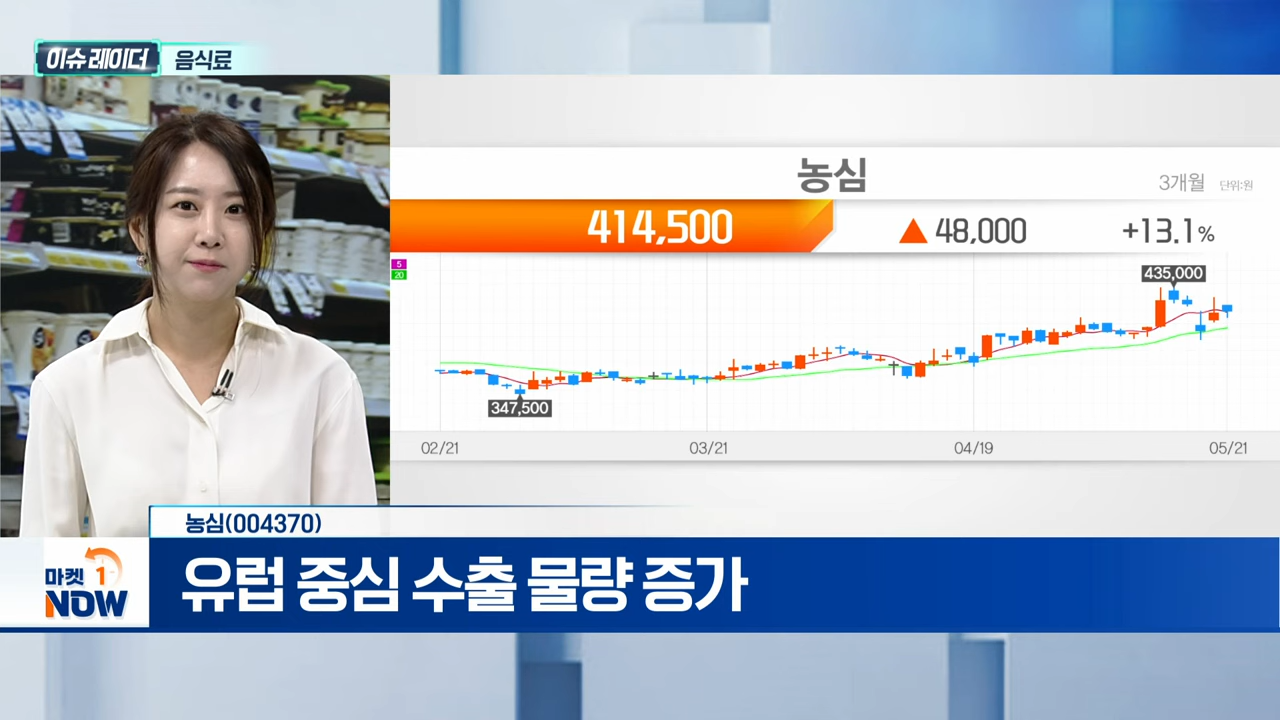 이슈 레이더 음식료
농심
3개월 단위:원
414,500 ▲ 48,000 +13.1%
5
20
435,000
347,500
02/21 03/21 04/19 05/21
농심(004370)
마켓 1
NOW
유럽 중심 수출 물량 증가